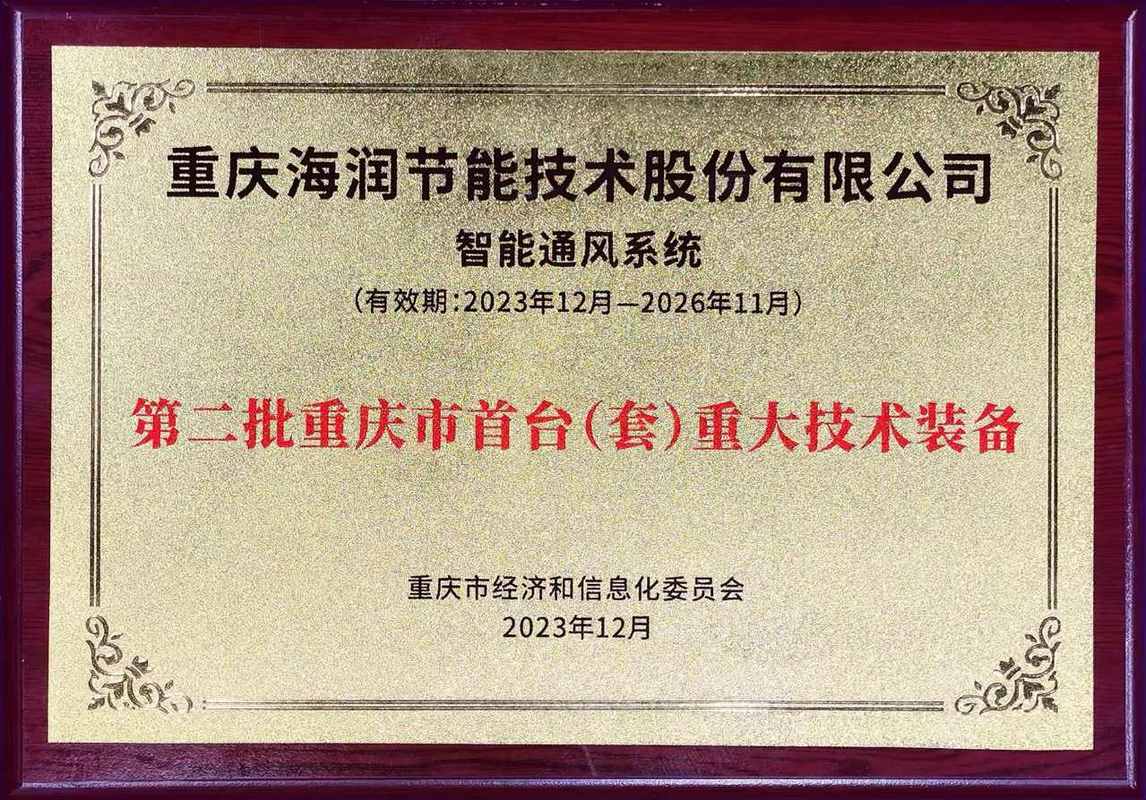 重庆海润节能技术股份有限公司
智能通风系统
(有效期:2023年12月—2026年11月)
第二批重庆市首台(套)重大技术装备
重庆市经济和信息化委员会
2023年12月